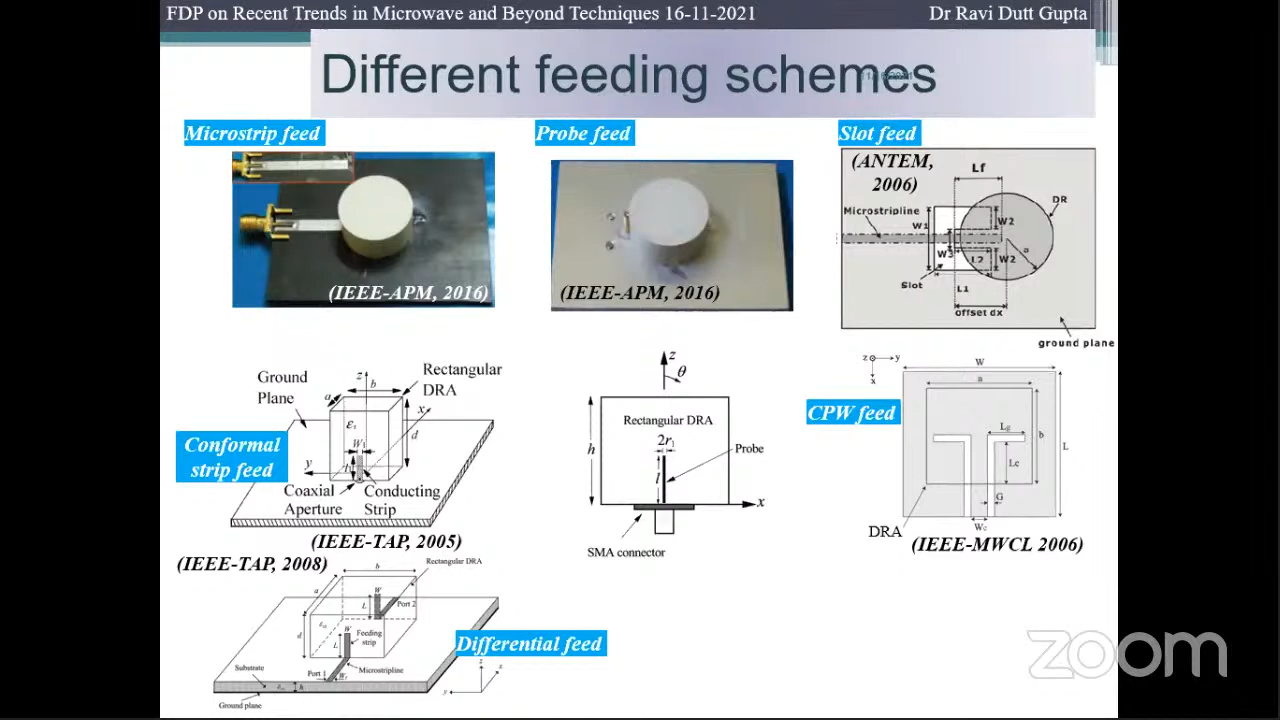 FDP on Recent Trends in Microwave and Beyond Techniques 16-11-2021
Dr Ravi Dutt Gupta
Different feeding schemes
Microstrip feed
(IEEE-APM, 2016)
Probe feed
(IEEE-APM, 2016)
Slot feed
(ANTEM,
2006)
Lf
DR
Microstripline
W1
W2
W3
L2
W2
a
Slot
L1
offset dx
ground plane
Ground
Plane
z
b
Rectangular
DRA
a
x
d
W
l
y
Conformal
strip feed
Coaxial
Aperture
Conducting
Strip
(IEEE-TAP, 2005)
z
θ
Rectangular DRA
h
2r1
l
Probe
x
SMA connector
CPW feed
z
y
x
W
a
Ls
b
L
Lc
G
Wc
DRA
(IEEE-MWCL 2006)
(IEEE-TAP, 2008)
b
Rectangular DRA
a
W
L
Port 2
d
W
L
Feeding
strip
Substrate
Port 1
Microstripline
h
Ground plane
z
x
y
Differential feed
zoom